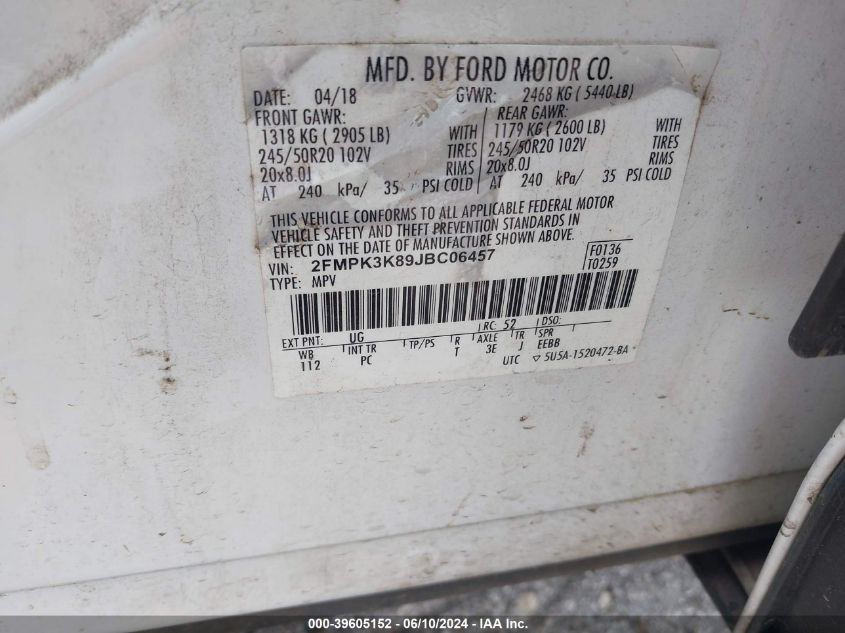 MFD. BY FORD MOTOR CO.
DATE: 04/18 GVWR: 2468 KG ( 5440 LB)
FRONT GAWR: REAR GAWR:
1318 KG ( 2905 LB) WITH 1179 KG ( 2600 LB) WITH
245/50R20 102V TIRES 245/50R20 102V TIRES
20x8.0J RIMS 20x8.0J RIMS
AT 240 kPa/ 35 PSI COLD AT 240 kPa/ 35 PSI COLD
THIS VEHICLE CONFORMS TO ALL APPLICABLE FEDERAL MOTOR
VEHICLE SAFETY AND THEFT PREVENTION STANDARDS IN
EFFECT ON THE DATE OF MANUFACTURE SHOWN ABOVE.
VIN: 2FMPK3K89JBC06457 F0136
TYPE: MPV T0259
EXT PNT: UG RC: 52 DSO:
WB INT TR TP/PS R AXLE TR SPR
112 PC T 3E J EEBB
UTC ▽ 5U5A-1520472-BA
000-39605152 - 06/10/2024 - IAA Inc.